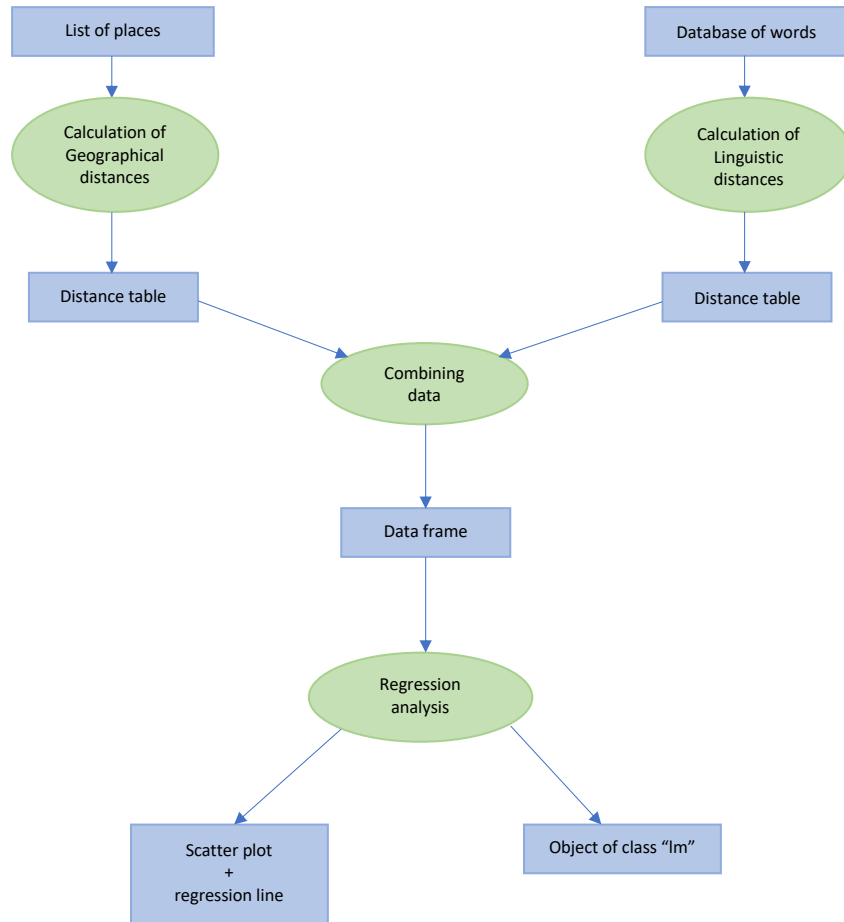 List of places
Database of words
Calculation of
Geographical
distances
Calculation of
Linguistic
distances
Distance table
Distance table
Combining
data
Data frame
Regression
analysis
Scatter plot
+
regression line
Object of class “lm”